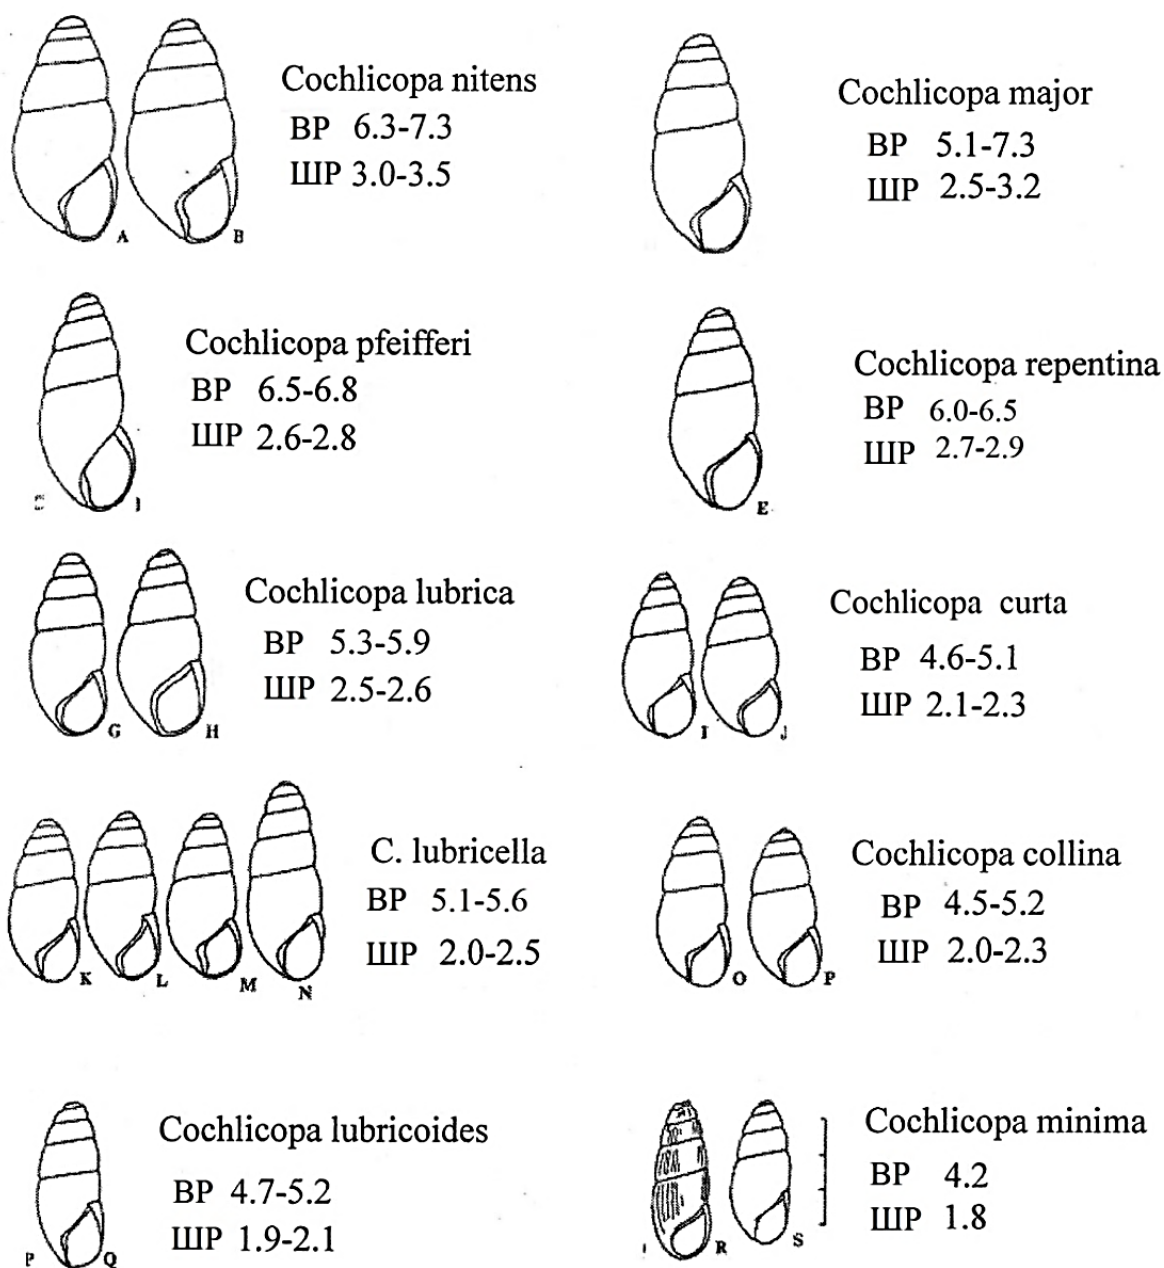 Cochlicopa nitens
ВР 6.3-7.3
ШР 3.0-3.5
A
B
Cochlicopa major
ВР 5.1-7.3
ШР 2.5-3.2
Cochlicopa pfeifferi
ВР 6.5-6.8
ШР 2.6-2.8
Cochlicopa repentina
ВР 6.0-6.5
ШР 2.7-2.9
E
Cochlicopa lubrica
ВР 5.3-5.9
ШР 2.5-2.6
G
H
Cochlicopa curta
ВР 4.6-5.1
ШР 2.1-2.3
I
J
C. lubricella
ВР 5.1-5.6
ШР 2.0-2.5
K
L
M
N
Cochlicopa collina
ВР 4.5-5.2
ШР 2.0-2.3
O
P
Cochlicopa lubricoides
ВР 4.7-5.2
ШР 1.9-2.1
Q
Cochlicopa minima
ВР 4.2
ШР 1.8
R
S